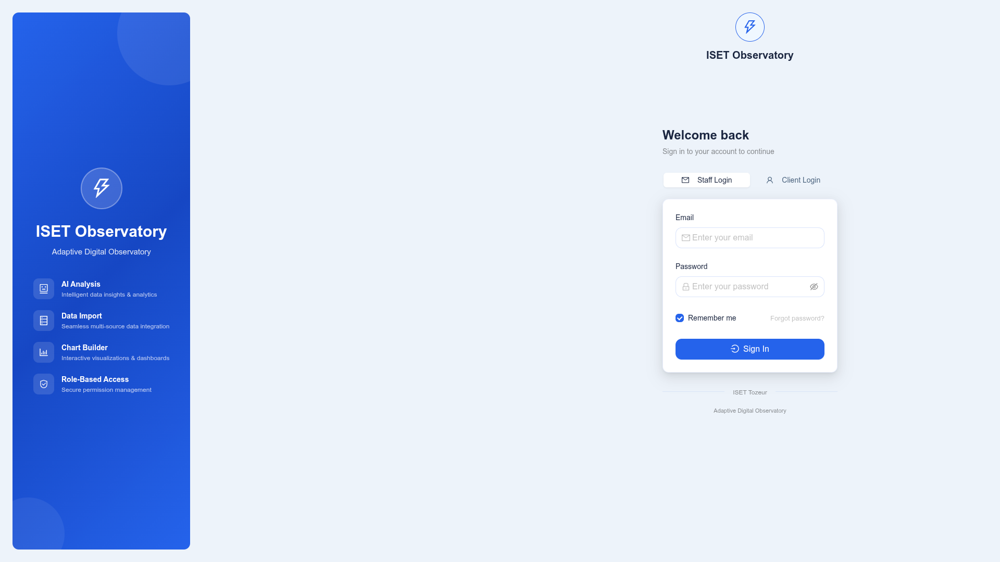 ISET Observatory
Adaptive Digital Observatory
AI Analysis
Intelligent data insights & analytics
Data Import
Seamless multi-source data integration
Chart Builder
Interactive visualizations & dashboards
Role-Based Access
Secure permission management
ISET Observatory
Welcome back
Sign in to your account to continue
Staff Login
Client Login
Email
Enter your email
Password
Enter your password
Remember me
Forgot password?
Sign In
ISET Tozeur
Adaptive Digital Observatory